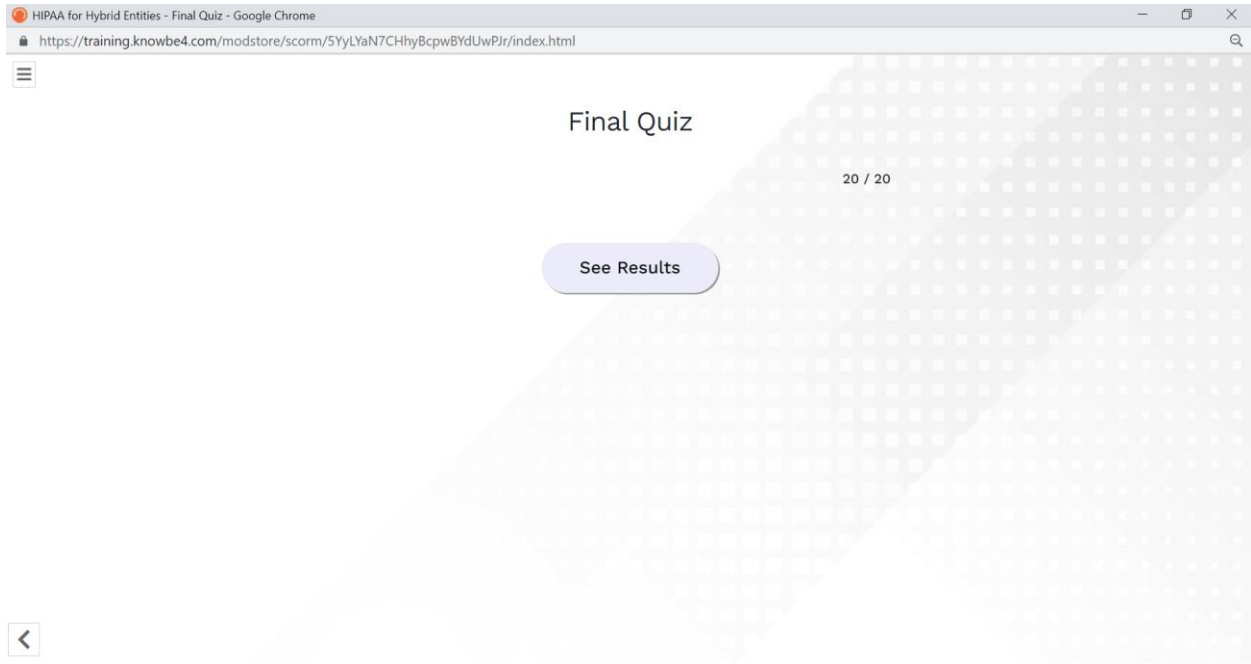 HIPAA for Hybrid Entities - Final Quiz - Google Chrome
https://training.knowbe4.com/modstore/scorm/5YyLYaN7CHhyBcpwBYdUwPJr/index.html
Final Quiz
20 / 20
See Results